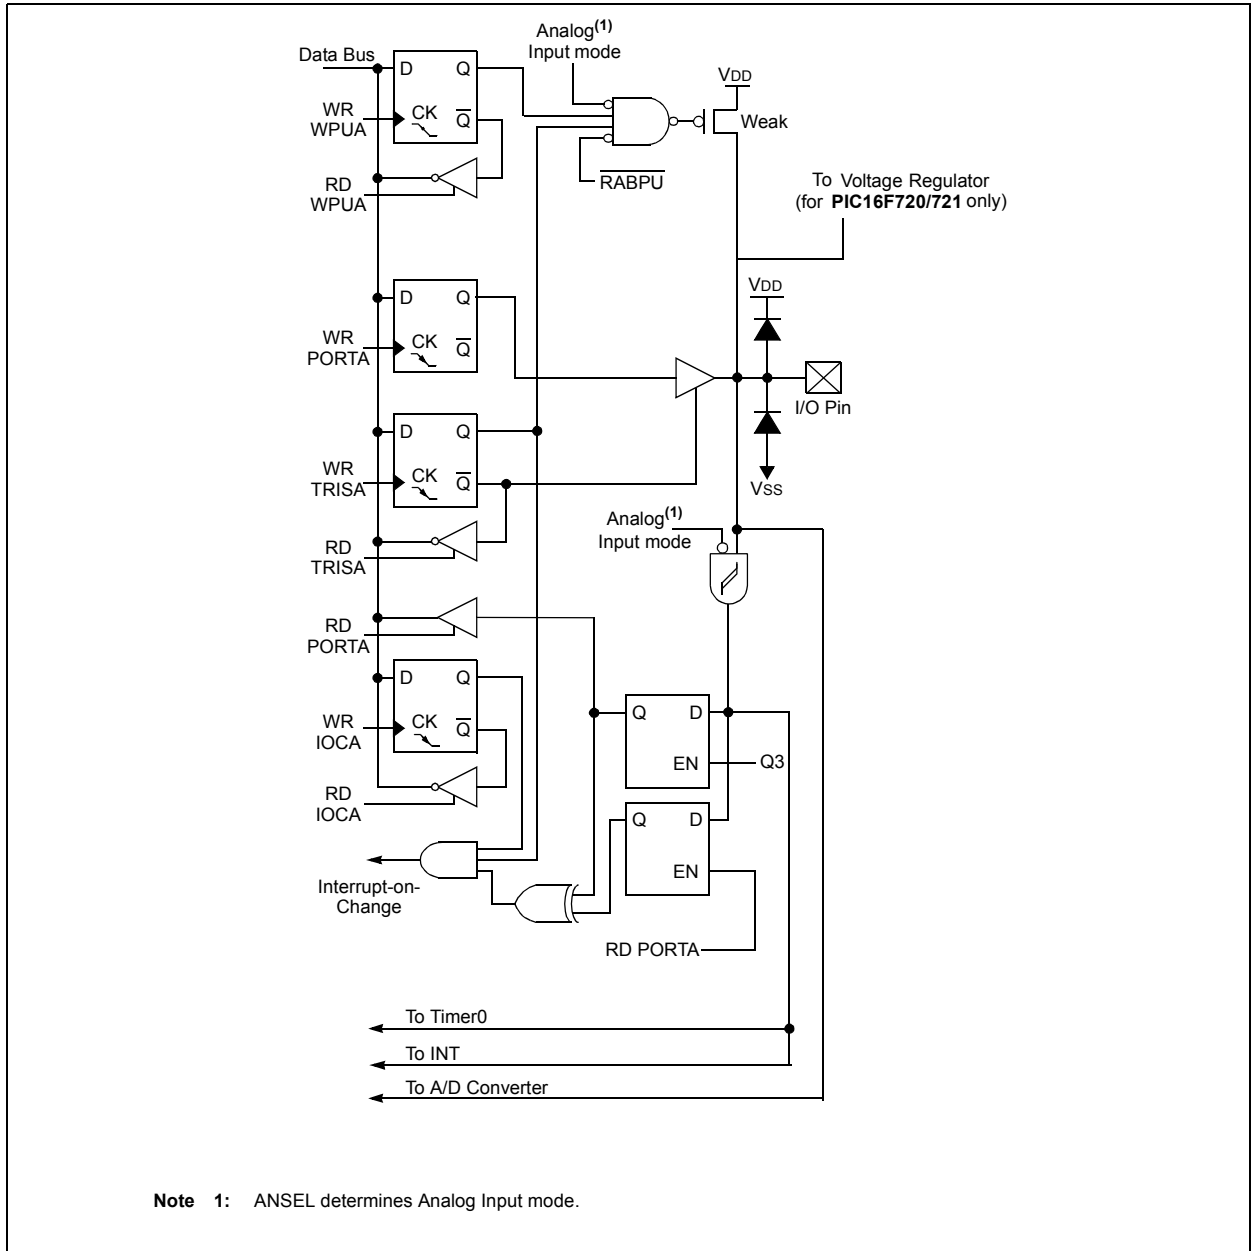 Analog(1)
Input mode
Data Bus
D Q
VDD
WR
WPUA
CK
Q
Weak
RD
WPUA
RABPU
To Voltage Regulator
(for PIC16F720/721 only)
D Q
VDD
WR
PORTA
CK
Q
I/O Pin
D Q
WR
TRISA
CK
Q
VSS
Analog(1)
Input mode
RD
TRISA
RD
PORTA
D Q
WR
IOCA
CK
Q
Q D
EN
Q3
RD
IOCA
Q D
EN
Interrupt-on-
Change
RD PORTA
To Timer0
To INT
To A/D Converter
Note 1: ANSEL determines Analog Input mode.